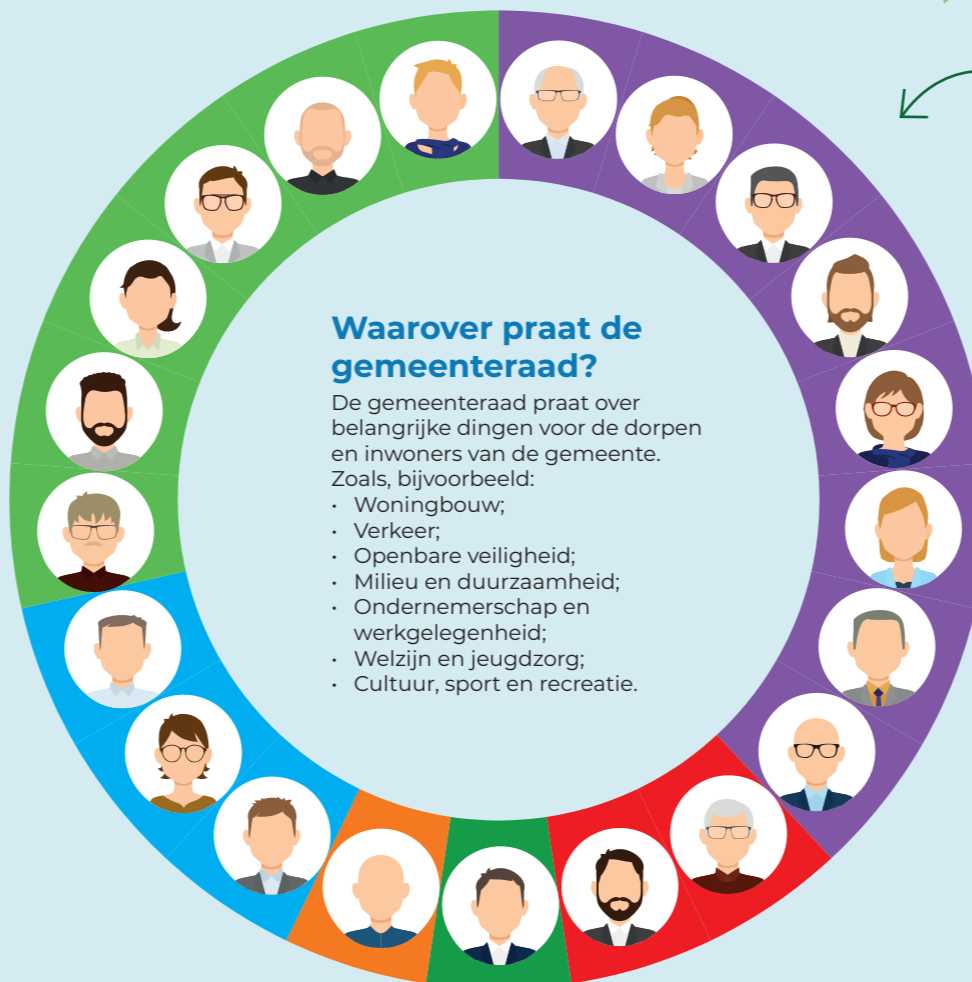 Waarover praat de
gemeenteraad?
De gemeenteraad praat over
belangrijke dingen voor de dorpen
en inwoners van de gemeente.
Zoals, bijvoorbeeld:
• Woningbouw;
• Verkeer;
• Openbare veiligheid;
• Milieu en duurzaamheid;
• Ondernemerschap en
werkgelegenheid;
• Welzijn en jeugdzorg;
• Cultuur, sport en recreatie.